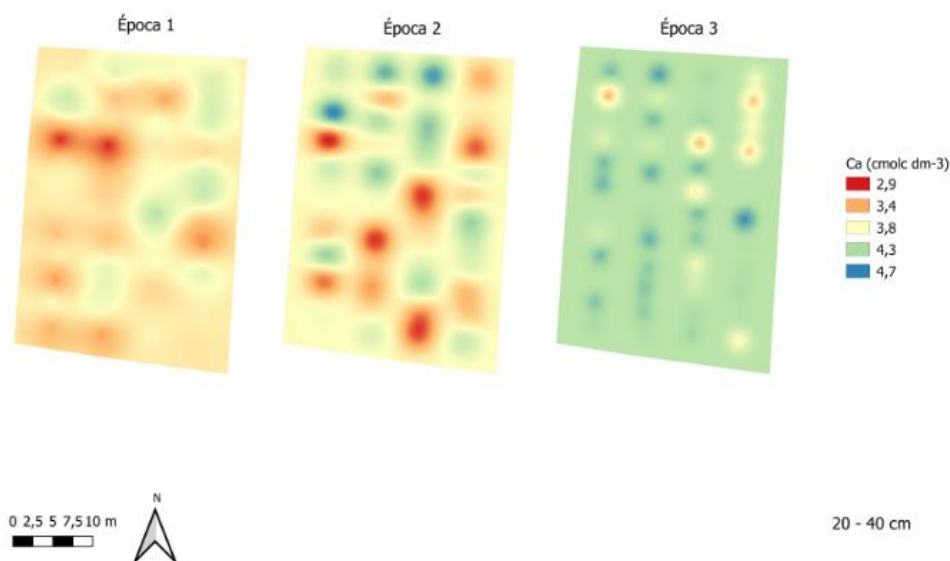 Época 1
Época 2
Época 3
Ca (cmolc dm-3)
2,9
3,4
3,8
4,3
4,7
0 2,5 5 7,5 10 m
N
20 - 40 cm